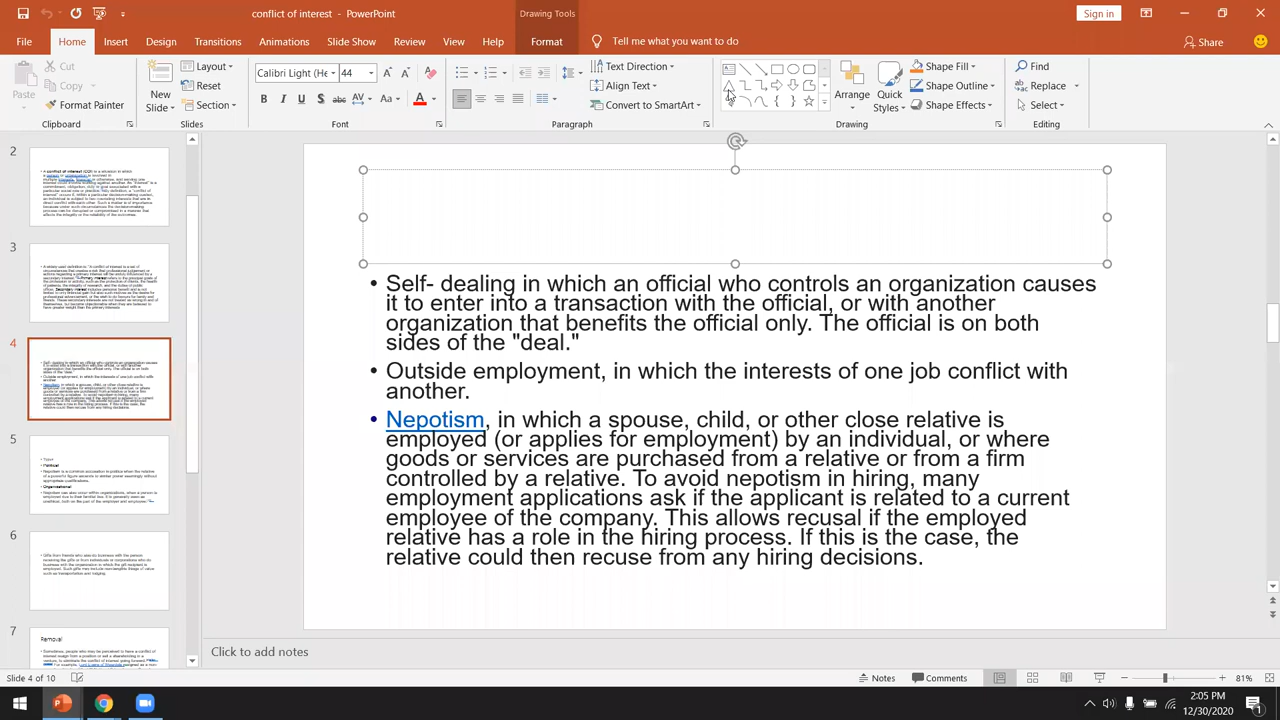 conflict of interest - PowerPoint
Drawing Tools
Sign in
File Home Insert Design Transitions Animations Slide Show Review View Help Format Tell me what you want to do Share
Paste
Cut
Copy
Format Painter
Clipboard
New Slide
Layout
Reset
Section
Slides
Calibri Light (He 44
B I U S abc AV Aa A
Font
Text Direction
Align Text
Convert to SmartArt
Paragraph
Arrange
Quick Styles
Shape Fill
Shape Outline
Shape Effects
Drawing
Find
Replace
Select
Editing
2
3
4
5
6
7
Removal
• Self- dealing in which an official who controls an organization causes
it to enter into a transaction with the official, or with another
organization that benefits the official only. The official is on both
sides of the "deal."
• Outside employment, in which the interests of one job conflict with
another.
• Nepotism, in which a spouse, child, or other close relative is
employed (or applies for employment) by an individual, or where
goods or services are purchased from a relative or from a firm
controlled by a relative. To avoid nepotism in hiring, many
employment applications ask if the applicant is related to a current
employee of the company. This allows recusal if the employed
relative has a role in the hiring process. If this is the case, the
relative could then recuse from any hiring decisions.
Click to add notes
Slide 4 of 10
Notes
Comments
81%
2:05 PM
12/30/2020